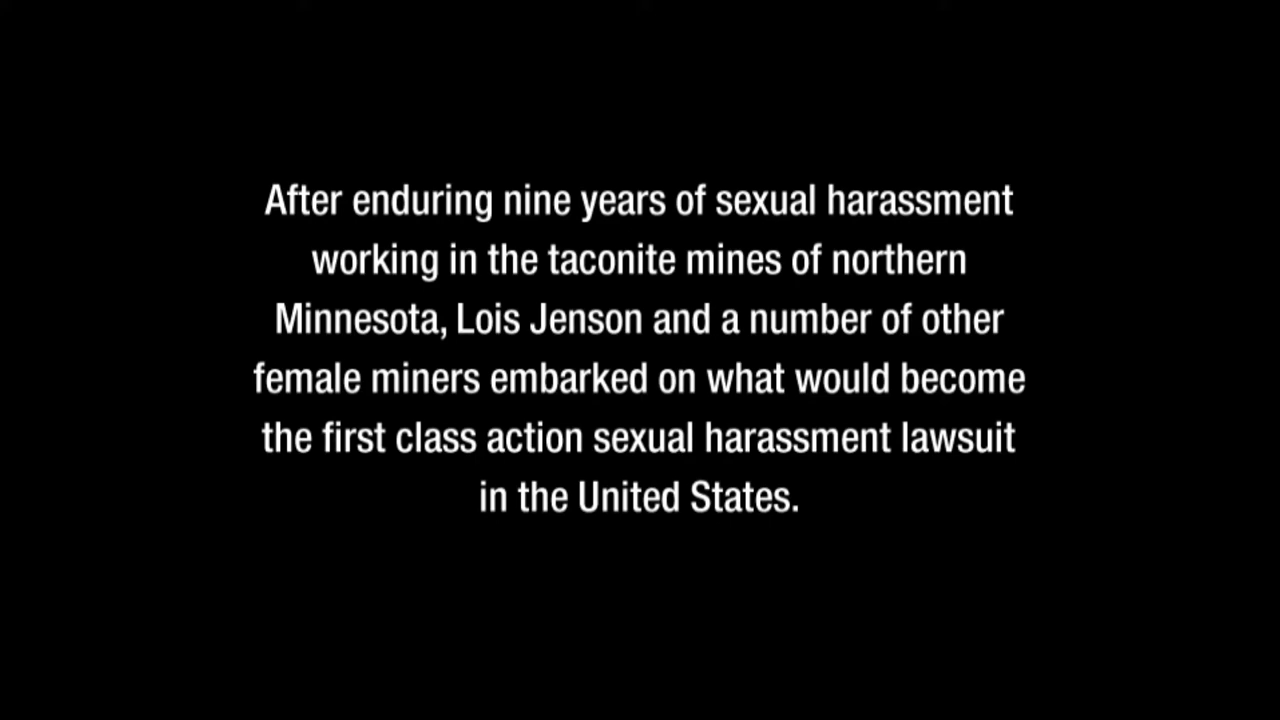 After enduring nine years of sexual harassment
working in the taconite mines of northern
Minnesota, Lois Jenson and a number of other
female miners embarked on what would become
the first class action sexual harassment lawsuit
in the United States.